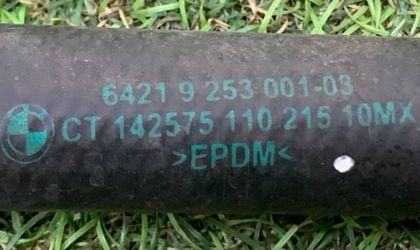 6421 9 253 001-03
CT 142575 110 215 10MX
>EPDM<